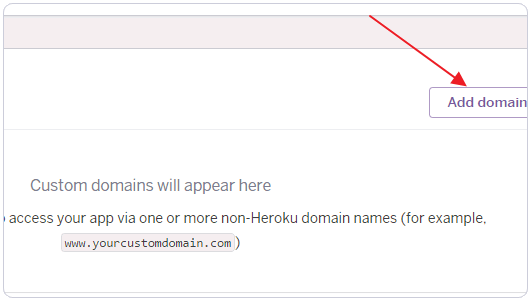 Add domain
Custom domains will appear here
access your app via one or more non-Heroku domain names (for example,
www.yourcustomdomain.com)